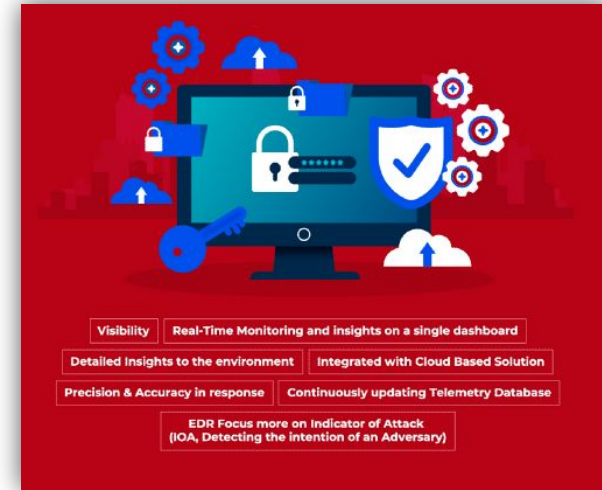 Visibility
Real-Time Monitoring and insights on a single dashboard
Detailed Insights to the environment
Integrated with Cloud Based Solution
Precision & Accuracy in response
Continuously updating Telemetry Database
EDR Focus more on Indicator of Attack
(IOA, Detecting the intention of an Adversary)